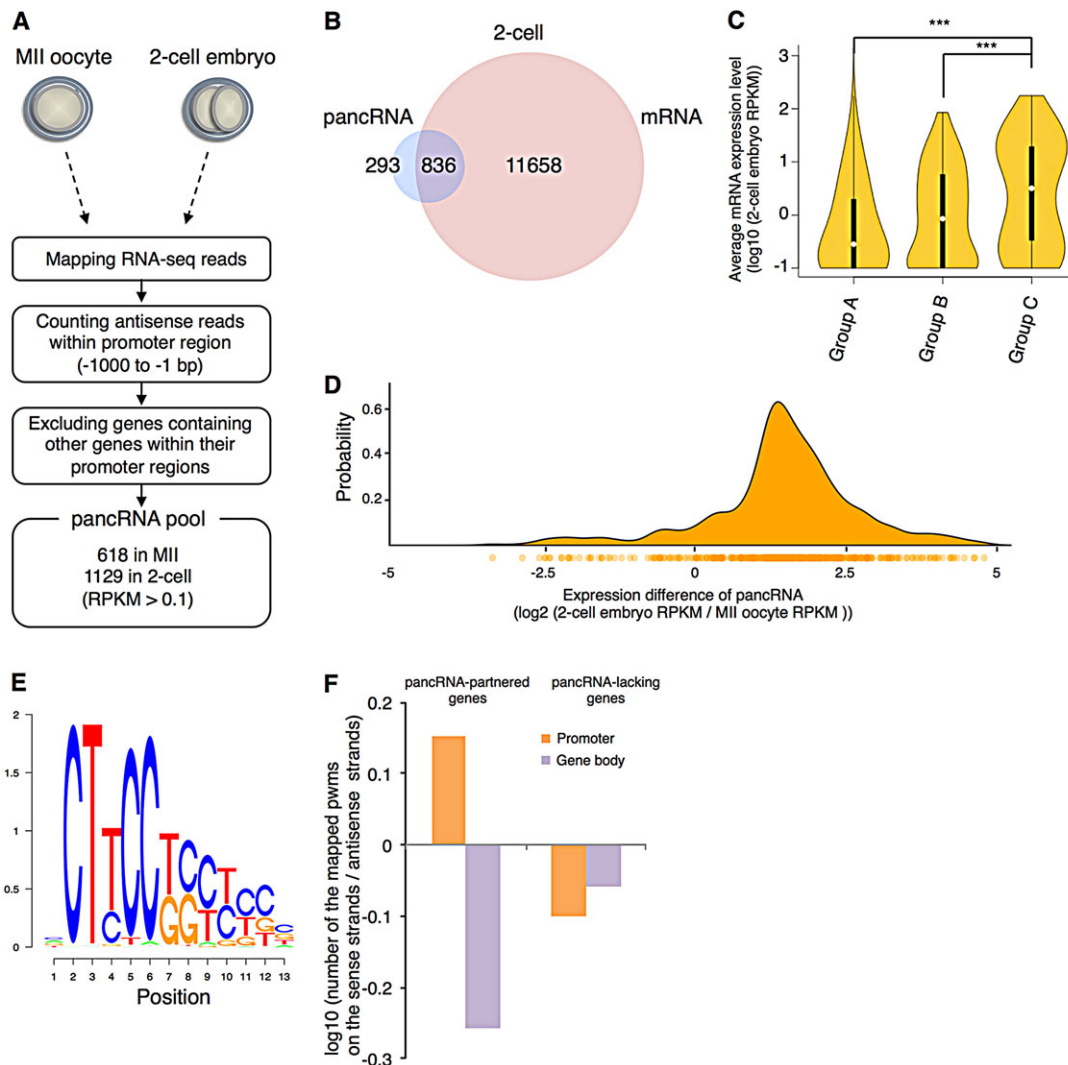 A
MII oocyte
2-cell embryo
Mapping RNA-seq reads
Counting antisense reads
within promoter region
(-1000 to -1 bp)
Excluding genes containing
other genes within their
promoter regions
pancRNA pool
618 in MII
1129 in 2-cell
(RPKM > 0.1)
B
2-cell
pancRNA
mRNA
293
836
11658
C
***
***
Average mRNA expression level
(log10 (2-cell embryo RPKM))
3
2
1
0
-1
Group A
Group B
Group C
D
Probability
0.6
0.4
0.2
-5
-2.5
0
2.5
5
Expression difference of pancRNA
(log2 (2-cell embryo RPKM / MII oocyte RPKM ))
E
2
1.5
1
0.5
0
1 2 3 4 5 6 7 8 9 10 11 12 13
Position
F
pancRNA-partnered
genes
pancRNA-lacking
genes
Promoter
Gene body
log10 (number of the mapped pwms
on the sense strands / antisense strands)
0.2
0.1
0
-0.1
-0.2
-0.3